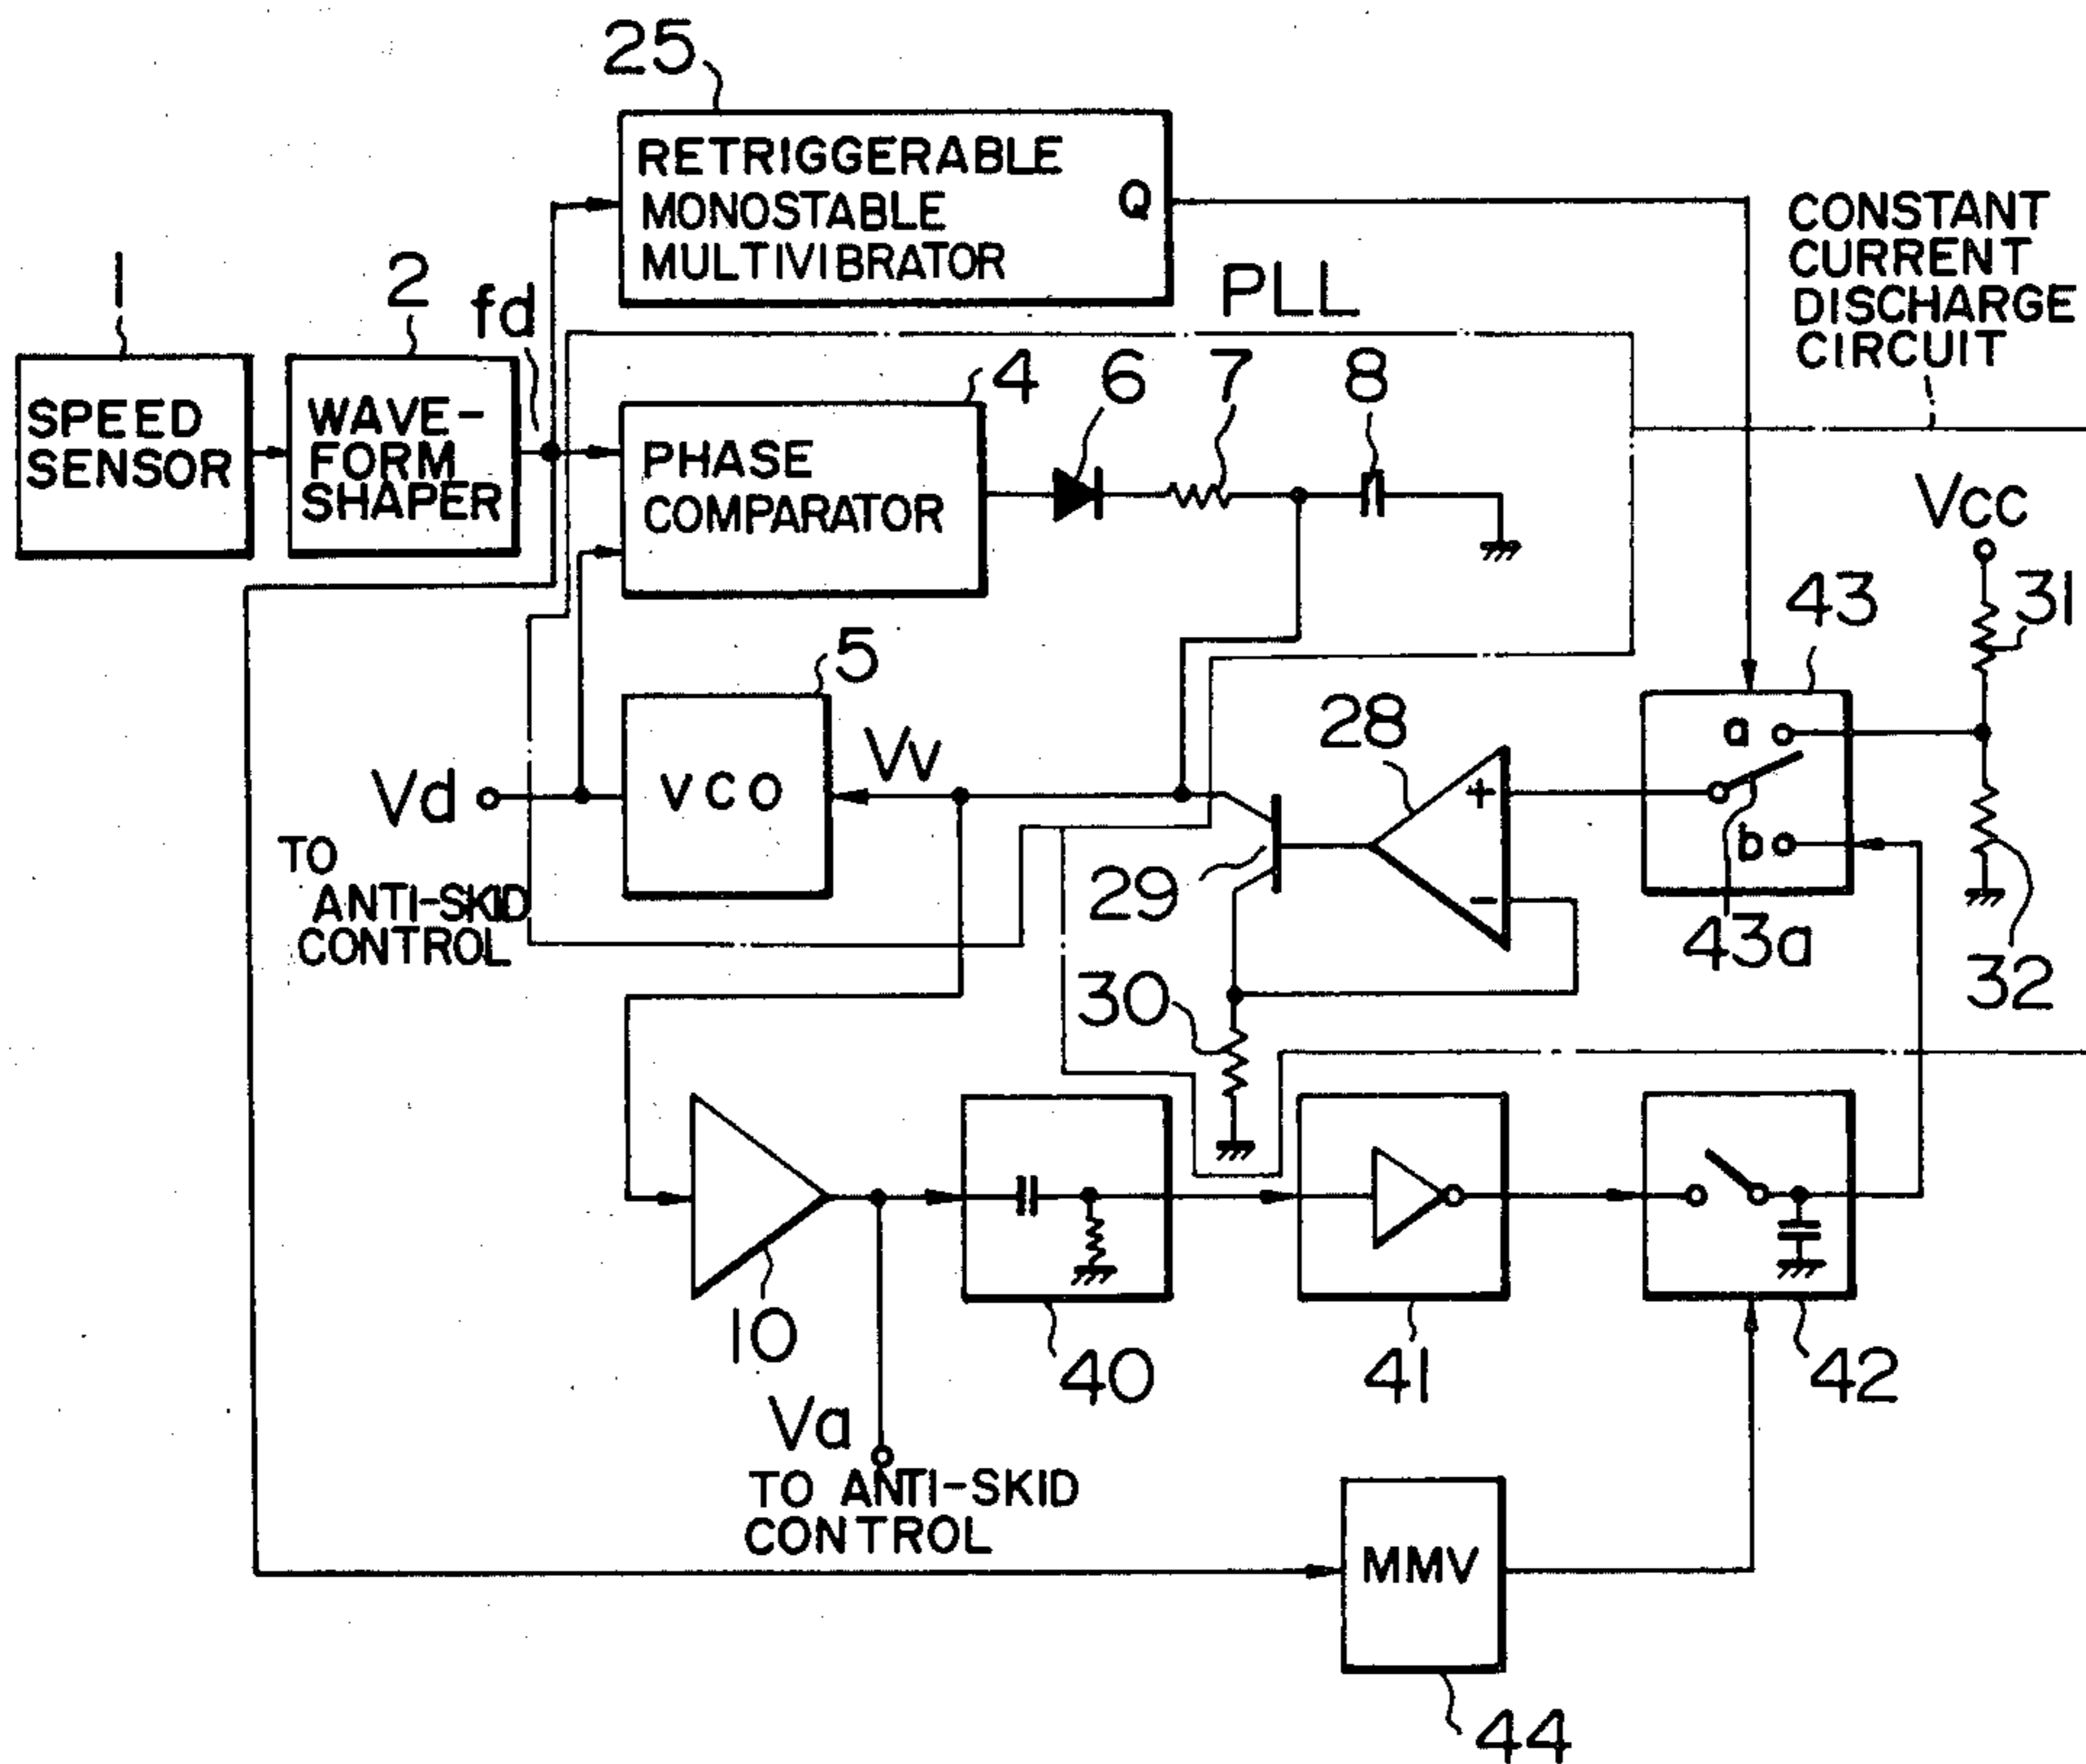 25
RETRIGGERABLE
MONOSTABLE
MULTIVIBRATOR
Q
CONSTANT
CURRENT
DISCHARGE
CIRCUIT
1
2
fd
PLL
SPEED
SENSOR
WAVE-
FORM
SHAPER
4
6
7
8
PHASE
COMPARATOR
VCC
43
31
5
28
a
Vd
VCO
Vv
+
TO
ANTI-SKID
CONTROL
29
-
b
43a
32
30
10
40
41
42
Va
TO ANTI-SKID
CONTROL
MMV
44